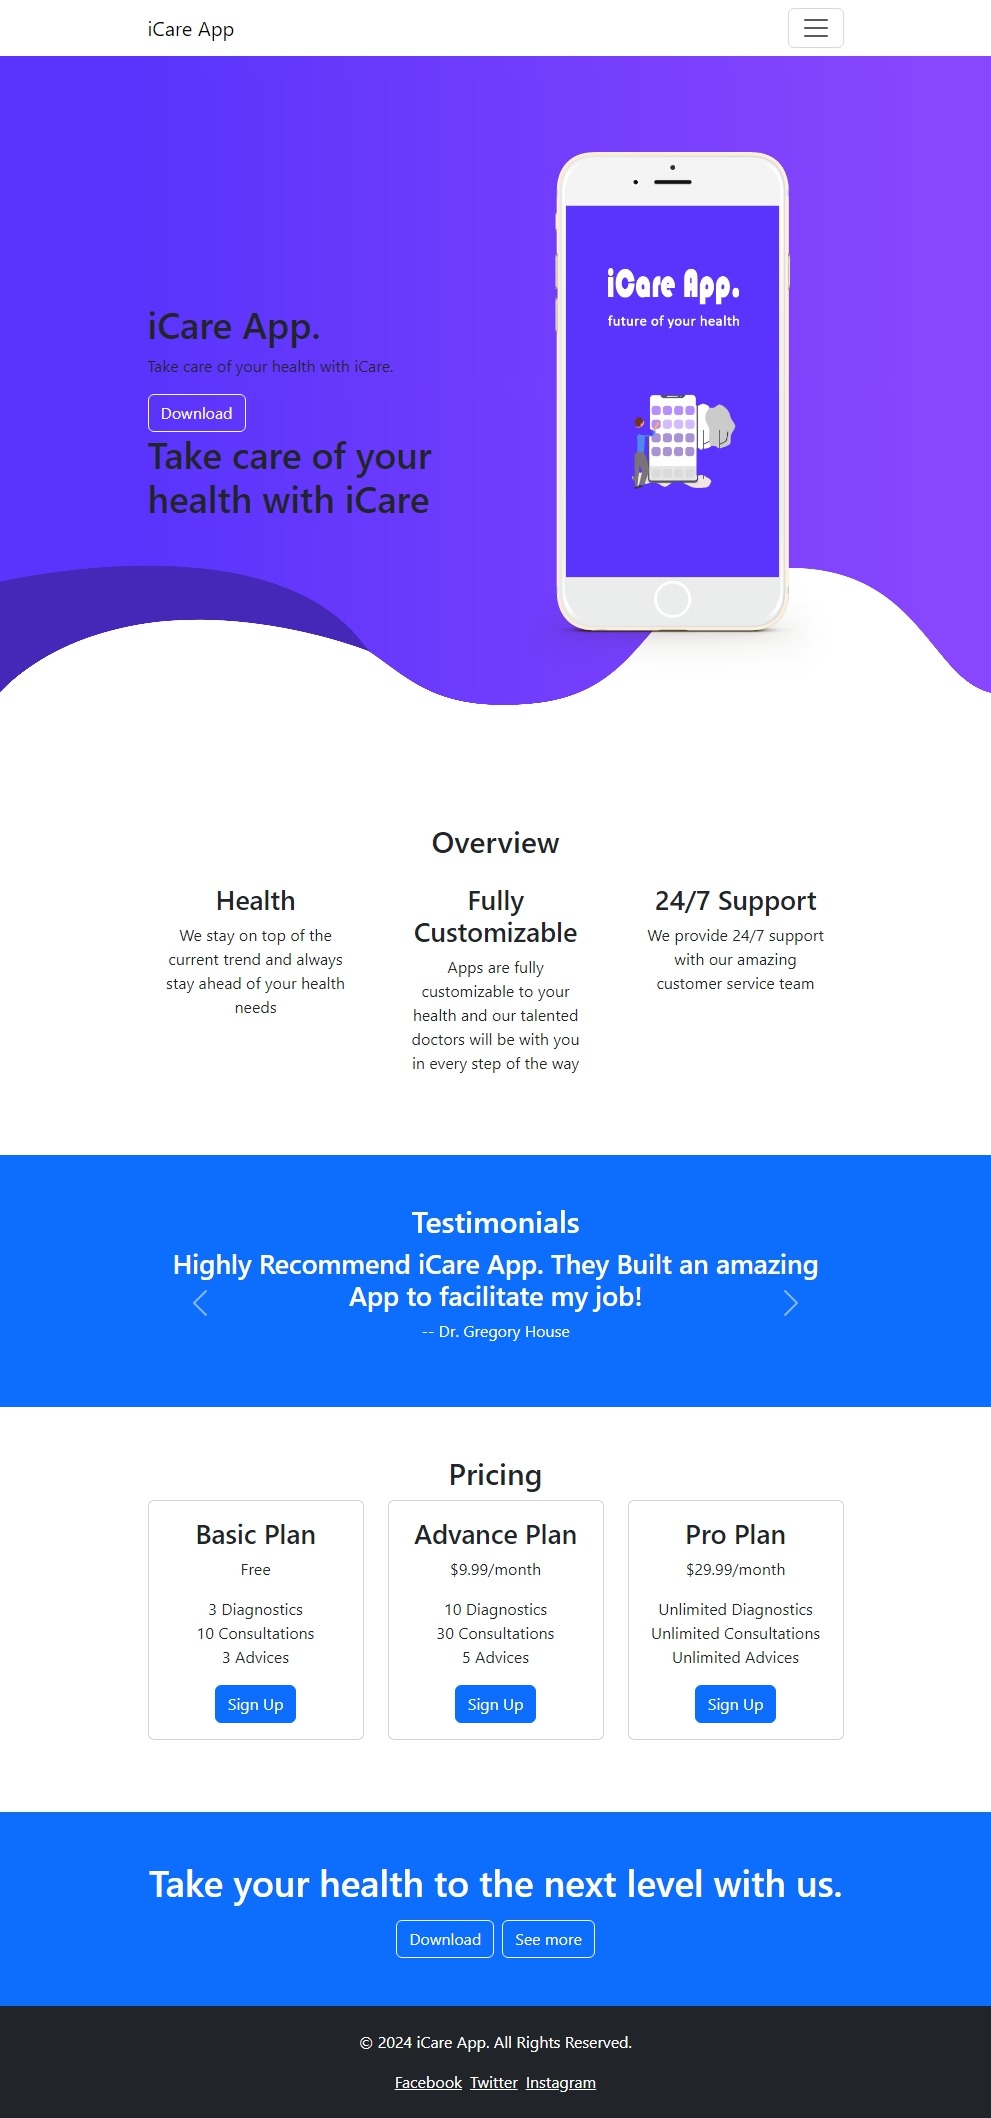 iCare App
iCare App.
future of your health
iCare App.
Take care of your health with iCare.
Download
Take care of your
health with iCare
Overview
Health
We stay on top of the
current trend and always
stay ahead of your health
needs
Fully
Customizable
Apps are fully
customizable to your
health and our talented
doctors will be with you
in every step of the way
24/7 Support
We provide 24/7 support
with our amazing
customer service team
Testimonials
Highly Recommend iCare App. They Built an amazing
App to facilitate my job!
-- Dr. Gregory House
Pricing
Basic Plan
Free
3 Diagnostics
10 Consultations
3 Advices
Sign Up
Advance Plan
$9.99/month
10 Diagnostics
30 Consultations
5 Advices
Sign Up
Pro Plan
$29.99/month
Unlimited Diagnostics
Unlimited Consultations
Unlimited Advices
Sign Up
Take your health to the next level with us.
Download See more
© 2024 iCare App. All Rights Reserved.
Facebook Twitter Instagram